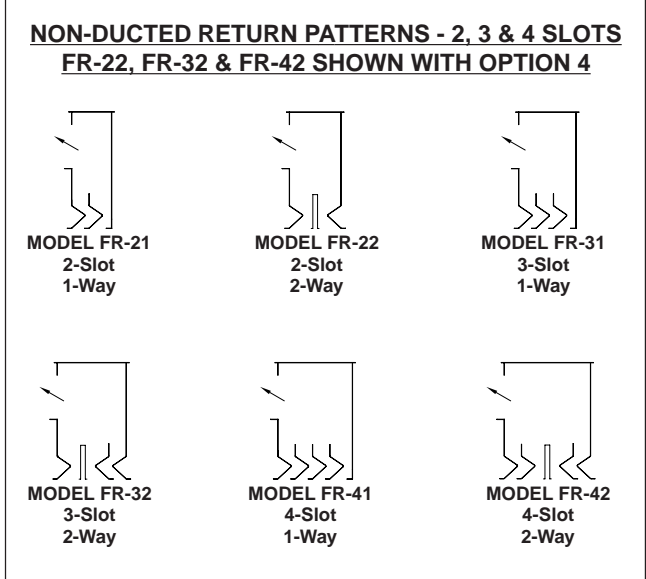 NON-DUCTED RETURN PATTERNS - 2, 3 & 4 SLOTS
FR-22, FR-32 & FR-42 SHOWN WITH OPTION 4
MODEL FR-21
2-Slot
1-Way
MODEL FR-22
2-Slot
2-Way
MODEL FR-31
3-Slot
1-Way
MODEL FR-32
3-Slot
2-Way
MODEL FR-41
4-Slot
1-Way
MODEL FR-42
4-Slot
2-Way